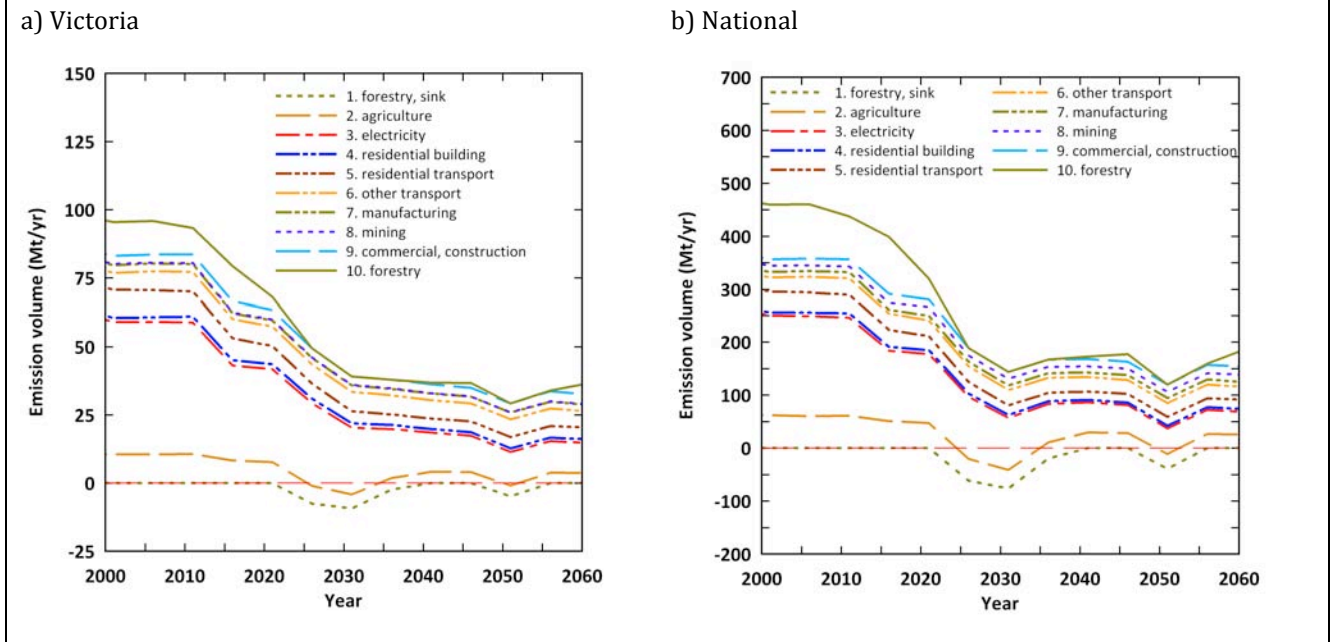 a) Victoria
150
125
100
75
50
25
0
-25
Emission volume (Mt/yr)
2000 2010 2020 2030 2040 2050 2060
Year
1. forestry, sink
2. agriculture
3. electricity
4. residential building
5. residential transport
6. other transport
7. manufacturing
8. mining
9. commercial, construction
10. forestry
b) National
700
600
500
400
300
200
100
0
-100
-200
Emission volume (Mt/yr)
2000 2010 2020 2030 2040 2050 2060
Year
1. forestry, sink
2. agriculture
3. electricity
4. residential building
5. residential transport
6. other transport
7. manufacturing
8. mining
9. commercial, construction
10. forestry